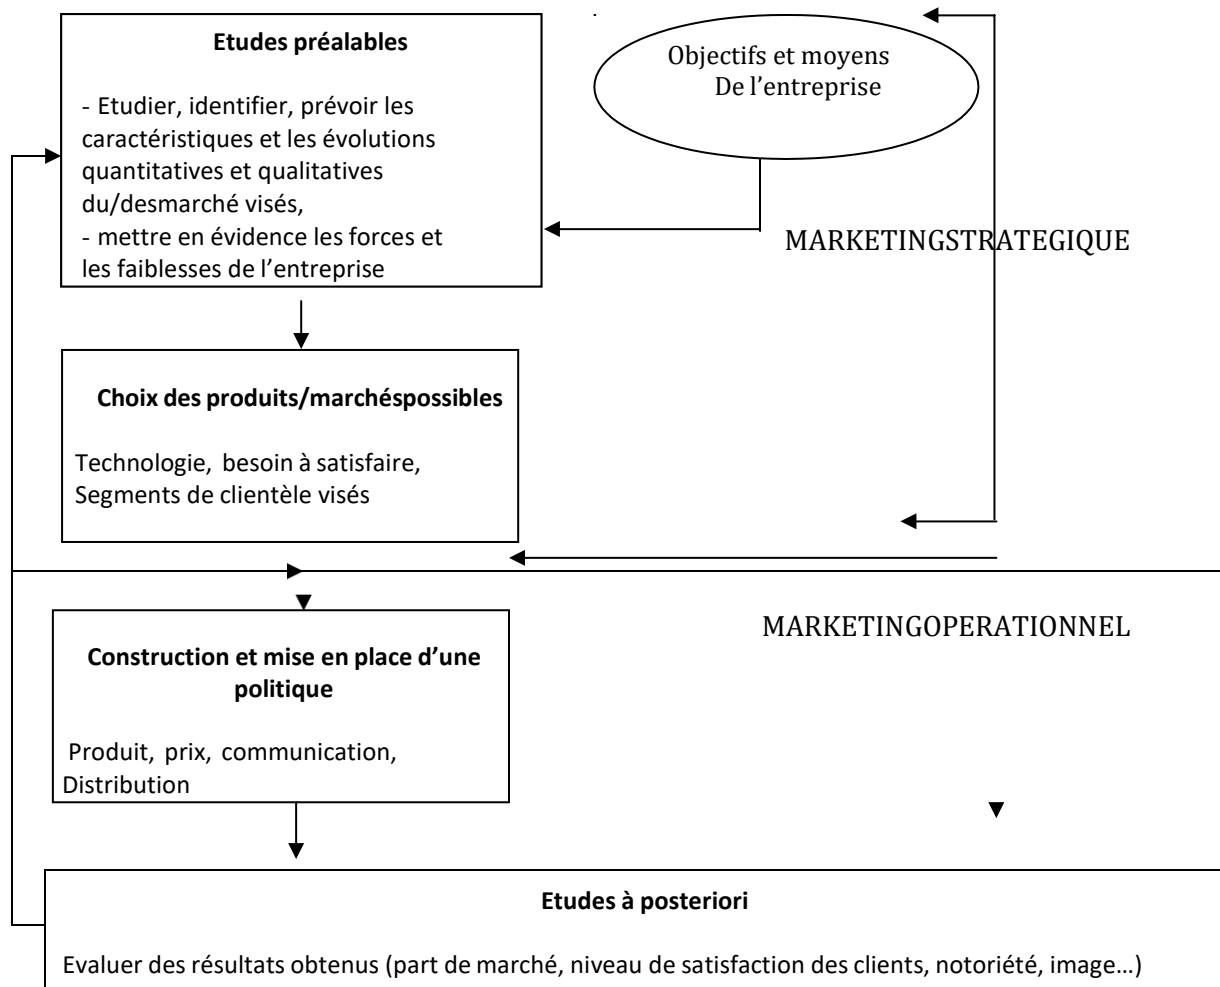 Etudes préalables
- Etudier, identifier, prévoir les
caractéristiques et les évolutions
quantitatives et qualitatives
du/desmarché visés,
- mettre en évidence les forces et
les faiblesses de l’entreprise
Objectifs et moyens
De l’entreprise
MARKETINGSTRATEGIQUE
Choix des produits/marchéspossibles
Technologie, besoin à satisfaire,
Segments de clientèle visés
MARKETINGOPERATIONNEL
Construction et mise en place d’une
politique
Produit, prix, communication,
Distribution
Etudes à posteriori
Evaluer des résultats obtenus (part de marché, niveau de satisfaction des clients, notoriété, image…)